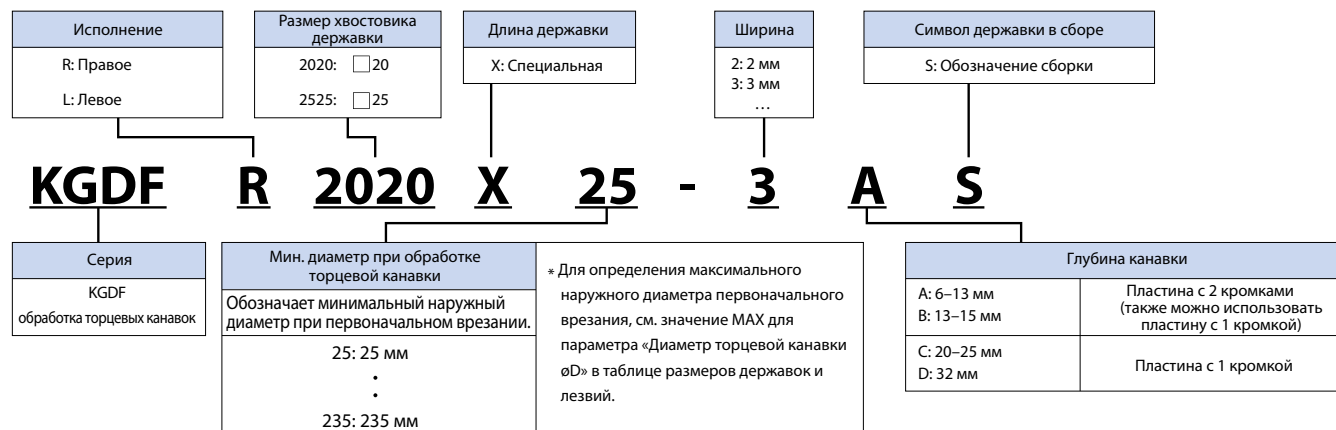 Исполнение
R: Правое
L: Левое
Размер хвостовика
державки
2020: □20
2525: □25
Длина державки
X: Специальная
Ширина
2: 2 мм
3: 3 мм
…
Символ державки в сборе
S: Обозначение сборки
KGDF R 2020 X 25 - 3 A S
Серия
KGDF
обработка торцевых канавок
Мин. диаметр при обработке
торцевой канавки
Обозначает минимальный наружный
диаметр при первоначальном врезании.
25: 25 мм
•
•
235: 235 мм
* Для определения максимального
наружного диаметра первоначального
врезания, см. значение MAX для
параметра «Диаметр торцевой канавки
øD» в таблице размеров державок и
лезвий.
Глубина канавки
A: 6–13 мм
B: 13–15 мм
Пластина с 2 кромками
(также можно использовать
пластину с 1 кромкой)
C: 20–25 мм
D: 32 мм
Пластина с 1 кромкой